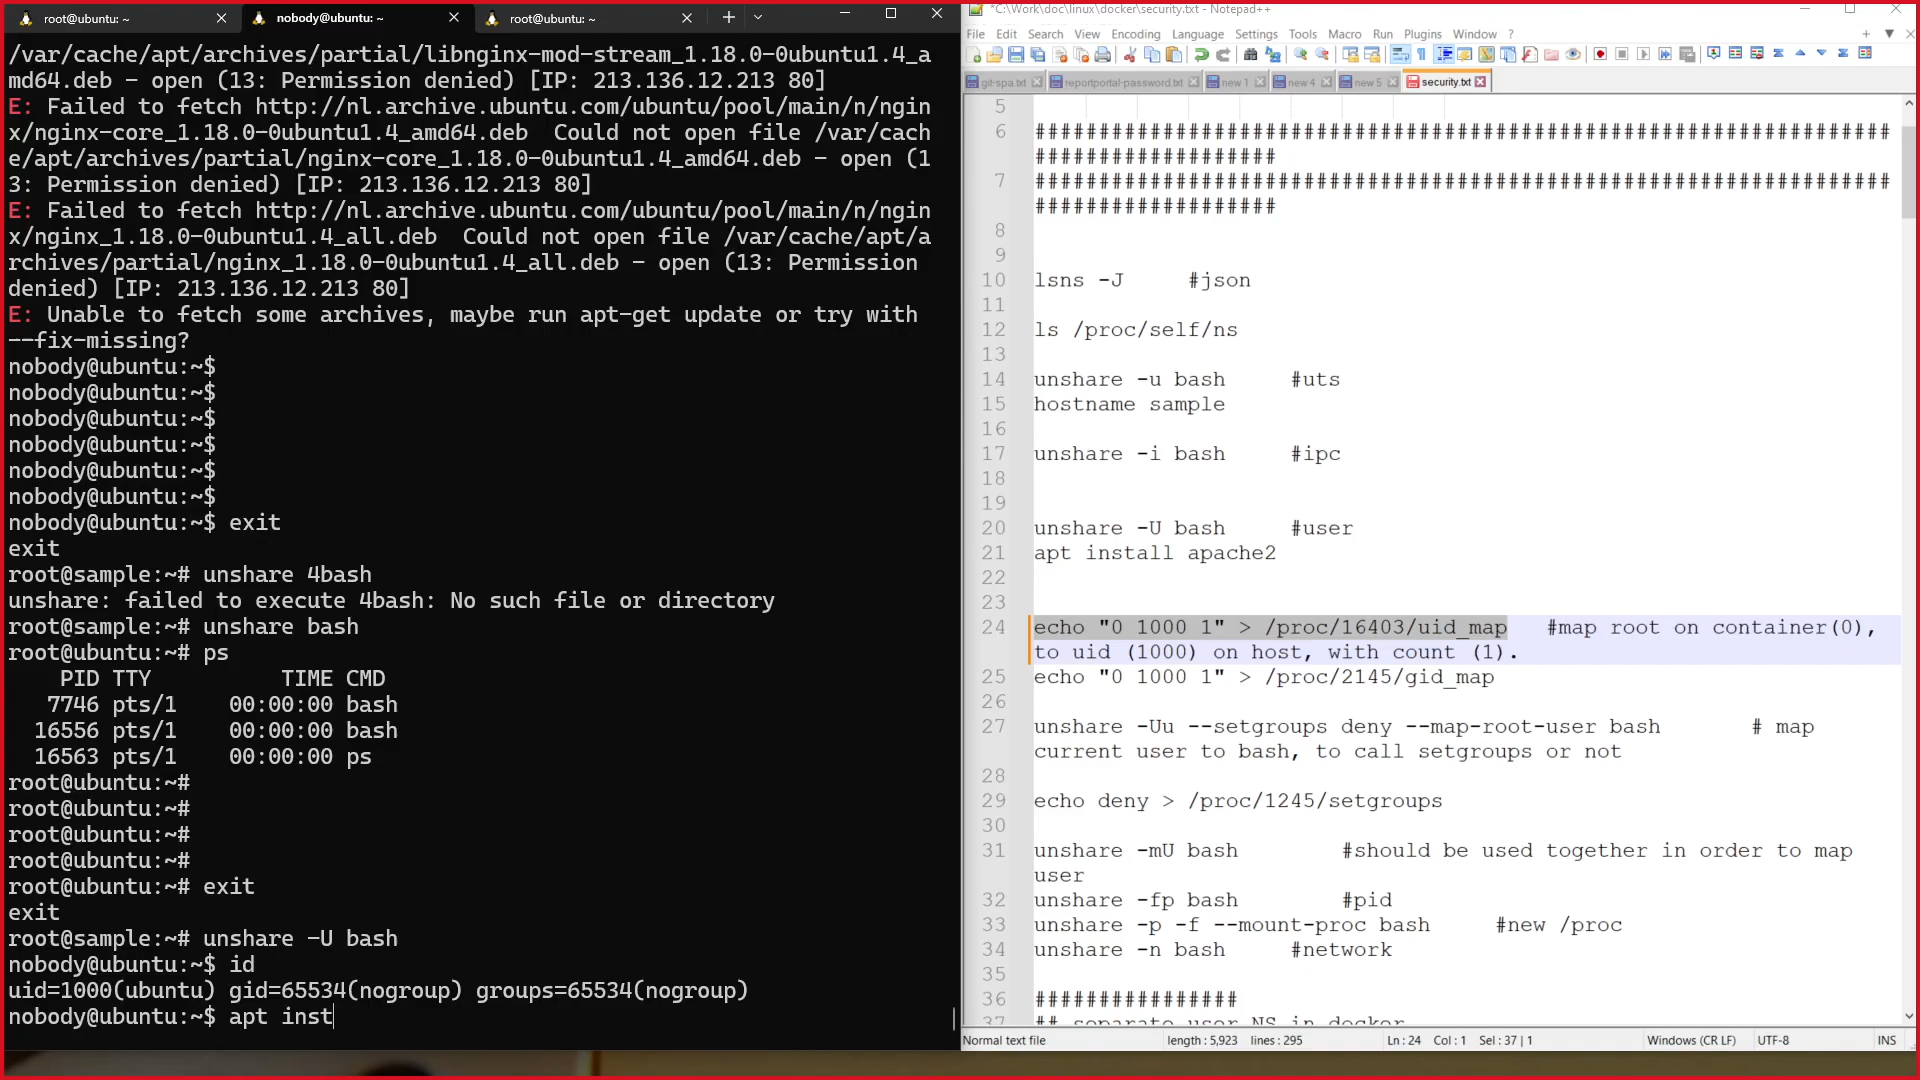 root@ubuntu: ~
nobody@ubuntu: ~
root@ubuntu: ~
/var/cache/apt/archives/partial/libnginx-mod-stream_1.18.0-0ubuntu1.4_a
md64.deb - open (13: Permission denied) [IP: 213.136.12.213 80]
E: Failed to fetch http://nl.archive.ubuntu.com/ubuntu/pool/main/n/ngin
x/nginx-core_1.18.0-0ubuntu1.4_amd64.deb  Could not open file /var/cach
e/apt/archives/partial/nginx-core_1.18.0-0ubuntu1.4_amd64.deb - open (1
3: Permission denied) [IP: 213.136.12.213 80]
E: Failed to fetch http://nl.archive.ubuntu.com/ubuntu/pool/main/n/ngin
x/nginx_1.18.0-0ubuntu1.4_all.deb  Could not open file /var/cache/apt/a
rchives/partial/nginx_1.18.0-0ubuntu1.4_all.deb - open (13: Permission
denied) [IP: 213.136.12.213 80]
E: Unable to fetch some archives, maybe run apt-get update or try with
--fix-missing?
nobody@ubuntu:~$
nobody@ubuntu:~$
nobody@ubuntu:~$
nobody@ubuntu:~$
nobody@ubuntu:~$
nobody@ubuntu:~$
nobody@ubuntu:~$ exit
exit
root@sample:~# unshare 4bash
unshare: failed to execute 4bash: No such file or directory
root@sample:~# unshare bash
root@ubuntu:~# ps
PID TTY TIME CMD
7746 pts/1 00:00:00 bash
16556 pts/1 00:00:00 bash
16563 pts/1 00:00:00 ps
root@ubuntu:~#
root@ubuntu:~#
root@ubuntu:~#
root@ubuntu:~#
root@ubuntu:~# exit
exit
root@sample:~# unshare -U bash
nobody@ubuntu:~$ id
uid=1000(ubuntu) gid=65534(nogroup) groups=65534(nogroup)
nobody@ubuntu:~$ apt inst
*C:\Work\doc\linux\docker\security.txt - Notepad++
File Edit Search View Encoding Language Settings Tools Macro Run Plugins Window ?
git-spa.txt reportportal-password.txt new 1 new 4 new 5 security.txt
5
6 ###################################################################
###################
7 ###################################################################
###################
8
9
10 lsns -J #json
11
12 ls /proc/self/ns
13
14 unshare -u bash #uts
15 hostname sample
16
17 unshare -i bash #ipc
18
19
20 unshare -U bash #user
21 apt install apache2
22
23
24 echo "0 1000 1" > /proc/16403/uid_map #map root on container(0),
to uid (1000) on host, with count (1).
25 echo "0 1000 1" > /proc/2145/gid_map
26
27 unshare -Uu --setgroups deny --map-root-user bash # map
current user to bash, to call setgroups or not
28
29 echo deny > /proc/1245/setgroups
30
31 unshare -mU bash #should be used together in order to map
user
32 unshare -fp bash #pid
33 unshare -p -f --mount-proc bash #new /proc
34 unshare -n bash #network
35
36 ################
37 ## separate user NS in docker
Normal text file length : 5,923 lines : 295 Ln : 24 Col : 1 Sel : 37 | 1 Windows (CR LF) UTF-8 INS